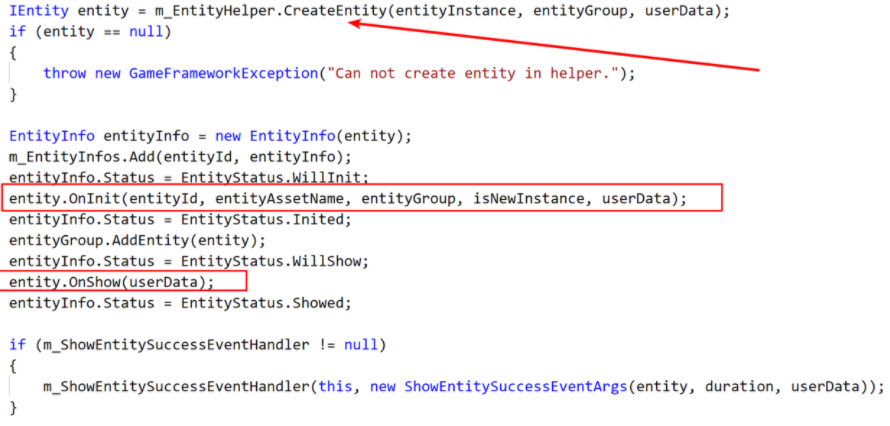 IEntity entity = m_EntityHelper.CreateEntity(entityInstance, entityGroup, userData);
if (entity == null)
{
    throw new GameFrameworkException("Can not create entity in helper.");
}

EntityInfo entityInfo = new EntityInfo(entity);
m_EntityInfos.Add(entityId, entityInfo);
entityInfo.Status = EntityStatus.WillInit;
entity.OnInit(entityId, entityAssetName, entityGroup, isNewInstance, userData);
entityInfo.Status = EntityStatus.Inited;
entityGroup.AddEntity(entity);
entityInfo.Status = EntityStatus.WillShow;
entity.OnShow(userData);
entityInfo.Status = EntityStatus.Showed;

if (m_ShowEntitySuccessEventHandler != null)
{
    m_ShowEntitySuccessEventHandler(this, new ShowEntitySuccessEventArgs(entity, duration, userData));
}